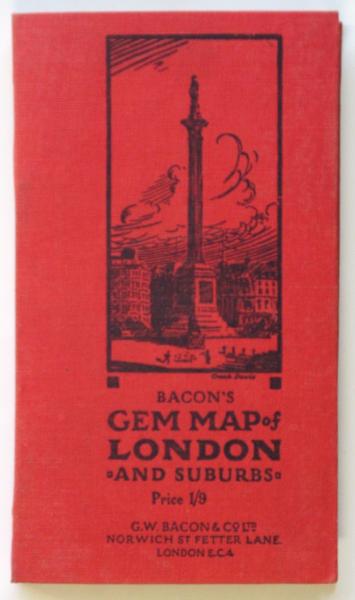 BACON'S
GEM MAP of
LONDON
AND SUBURBS
Price 1/9
G.W. BACON & CO LTD
NORWICH ST FETTER LANE.
LONDON E.C.4